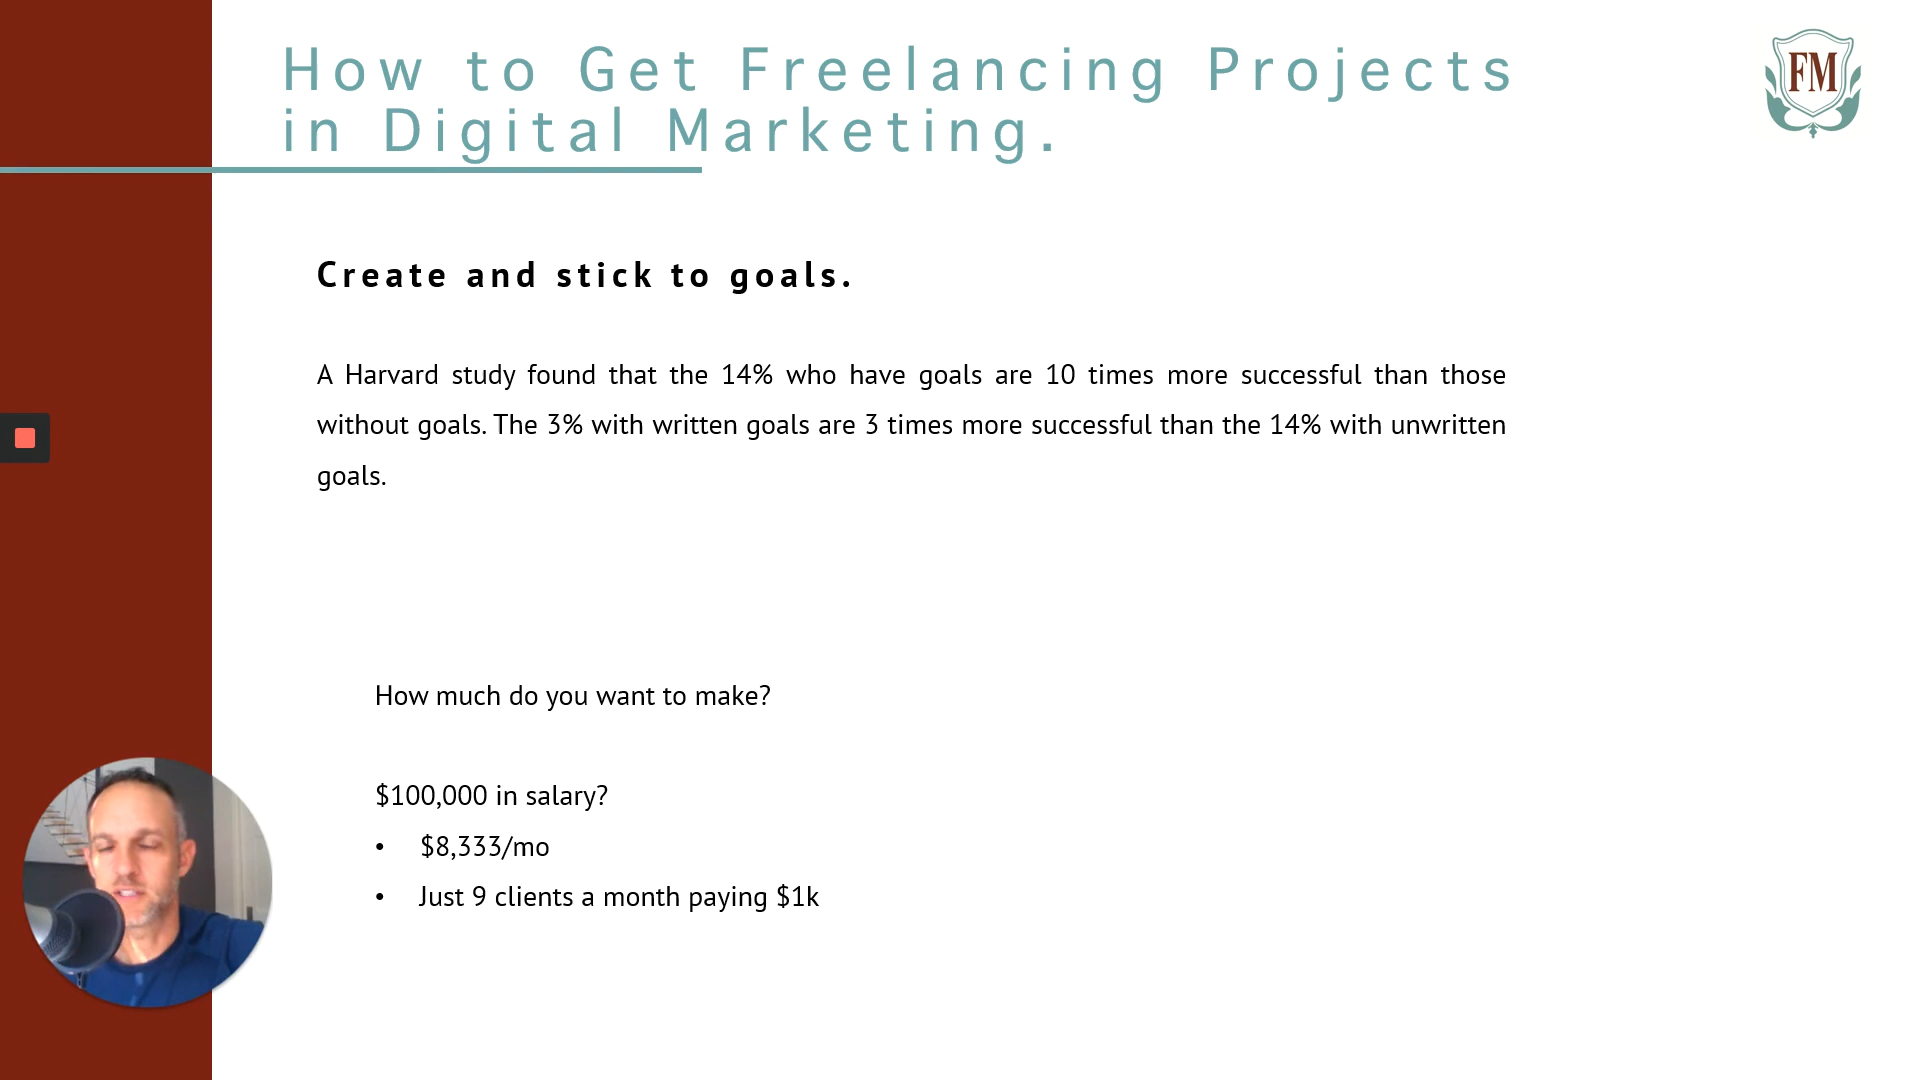 How to Get Freelancing Projects
in Digital Marketing.
FM
Create and stick to goals.
A Harvard study found that the 14% who have goals are 10 times more successful than those
without goals. The 3% with written goals are 3 times more successful than the 14% with unwritten
goals.
How much do you want to make?
$100,000 in salary?
• $8,333/mo
• Just 9 clients a month paying $1k